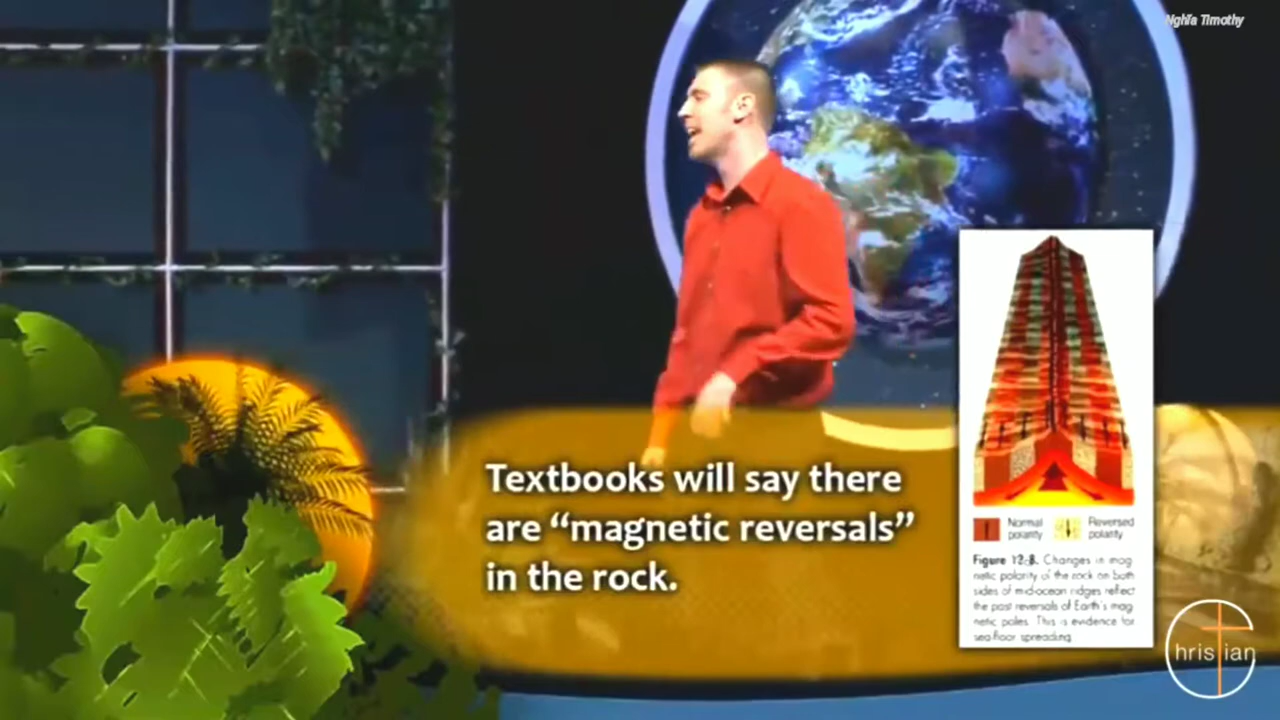 Nghĩa Timothy
Textbooks will say there
are “magnetic reversals”
in the rock.
Normal
polarity
Reversed
polarity
Figure 12-8. Changes in mag
netic polarity of the rock on both
sides of mid-ocean ridges reflect
the past reversals of Earth's mag
netic poles. This is evidence for
sea-floor spreading
hristian